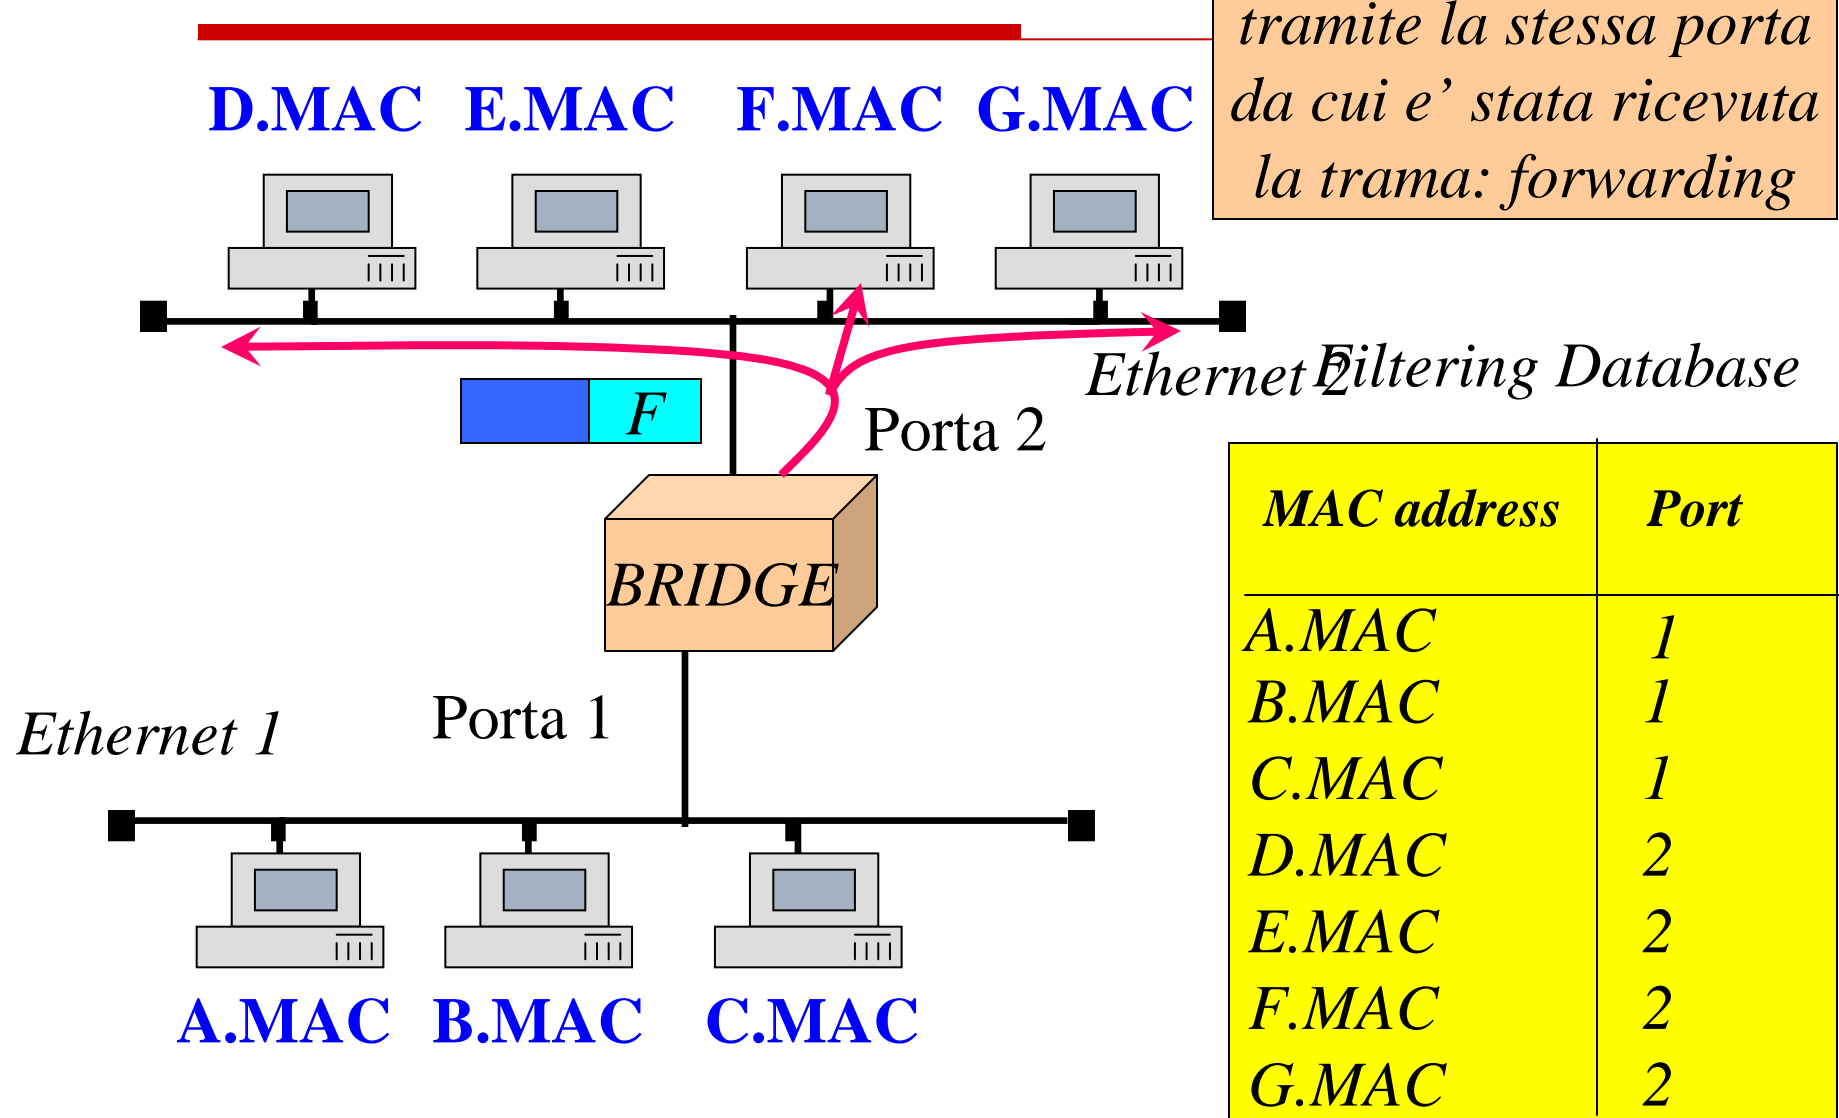 tramite la stessa porta
da cui e’ stata ricevuta
la trama: forwarding
D.MAC E.MAC F.MAC G.MAC
Ethernet 2
Filtering Database
F
Porta 2
BRIDGE
Porta 1
Ethernet 1
A.MAC B.MAC C.MAC
MAC address Port
A.MAC 1
B.MAC 1
C.MAC 1
D.MAC 2
E.MAC 2
F.MAC 2
G.MAC 2